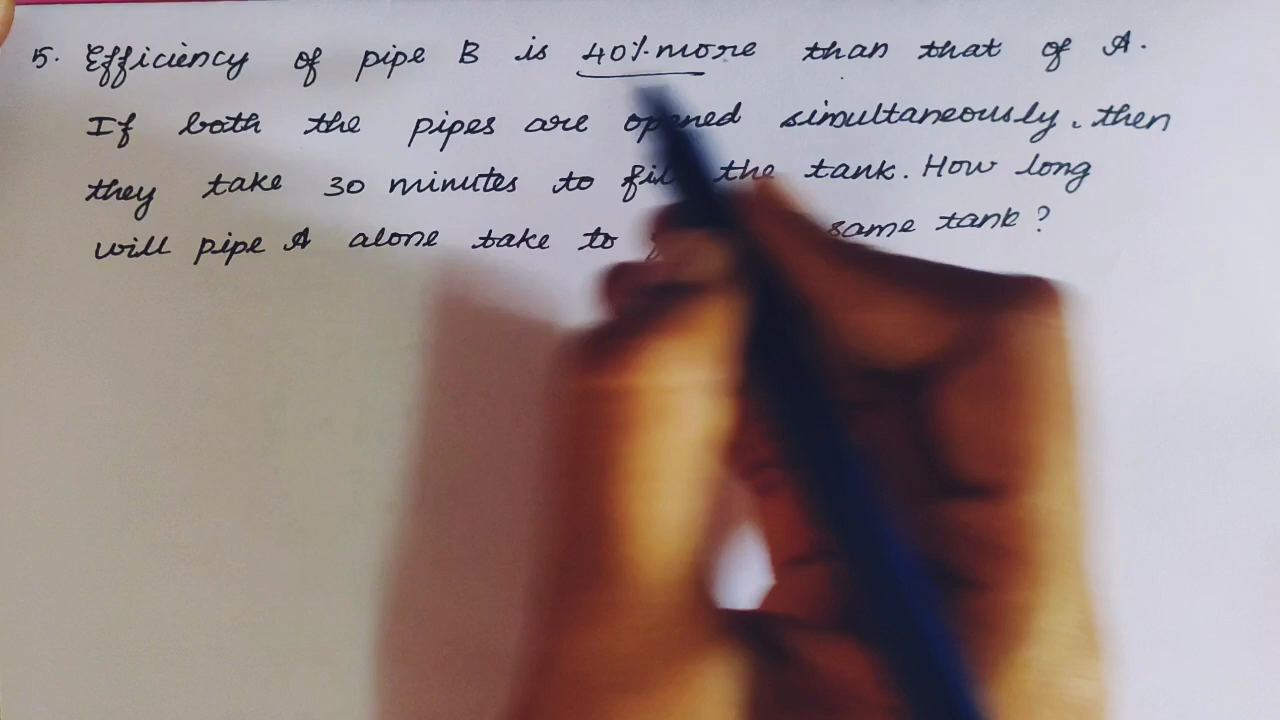 5. Efficiency of pipe B is 40% more than that of A.
If both the pipes are opened simultaneously, then
they take 30 minutes to fill the tank. How long
will pipe A alone take to same tank?